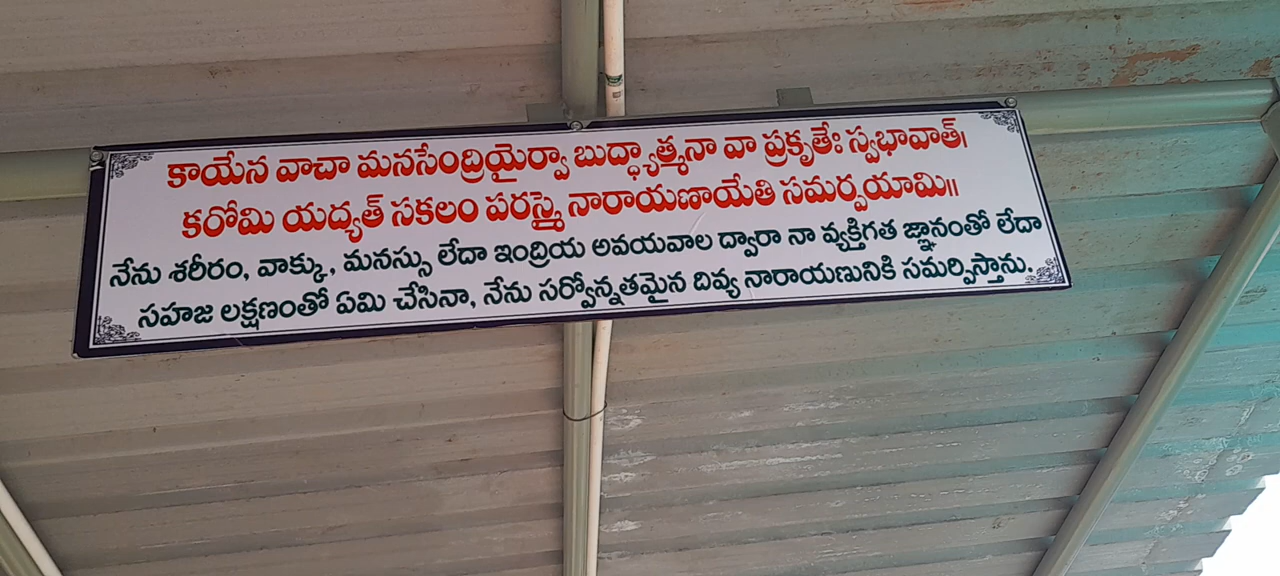 కాయేన వాచా మనసేంద్రియైర్వా బుద్ధ్యాత్మనా వా ప్రకృతేః స్వభావాత్।
కరోమి యద్యత్ సకలం పరస్మై నారాయణాయేతి సమర్పయామి॥
నేను శరీరం, వాక్కు, మనస్సు లేదా ఇంద్రియ అవయవాల ద్వారా నా వ్యక్తిగత జ్ఞానంతో లేదా
సహజ లక్షణంతో ఏమి చేసినా, నేను సర్వోన్నతమైన దివ్య నారాయణునికి సమర్పిస్తాను.